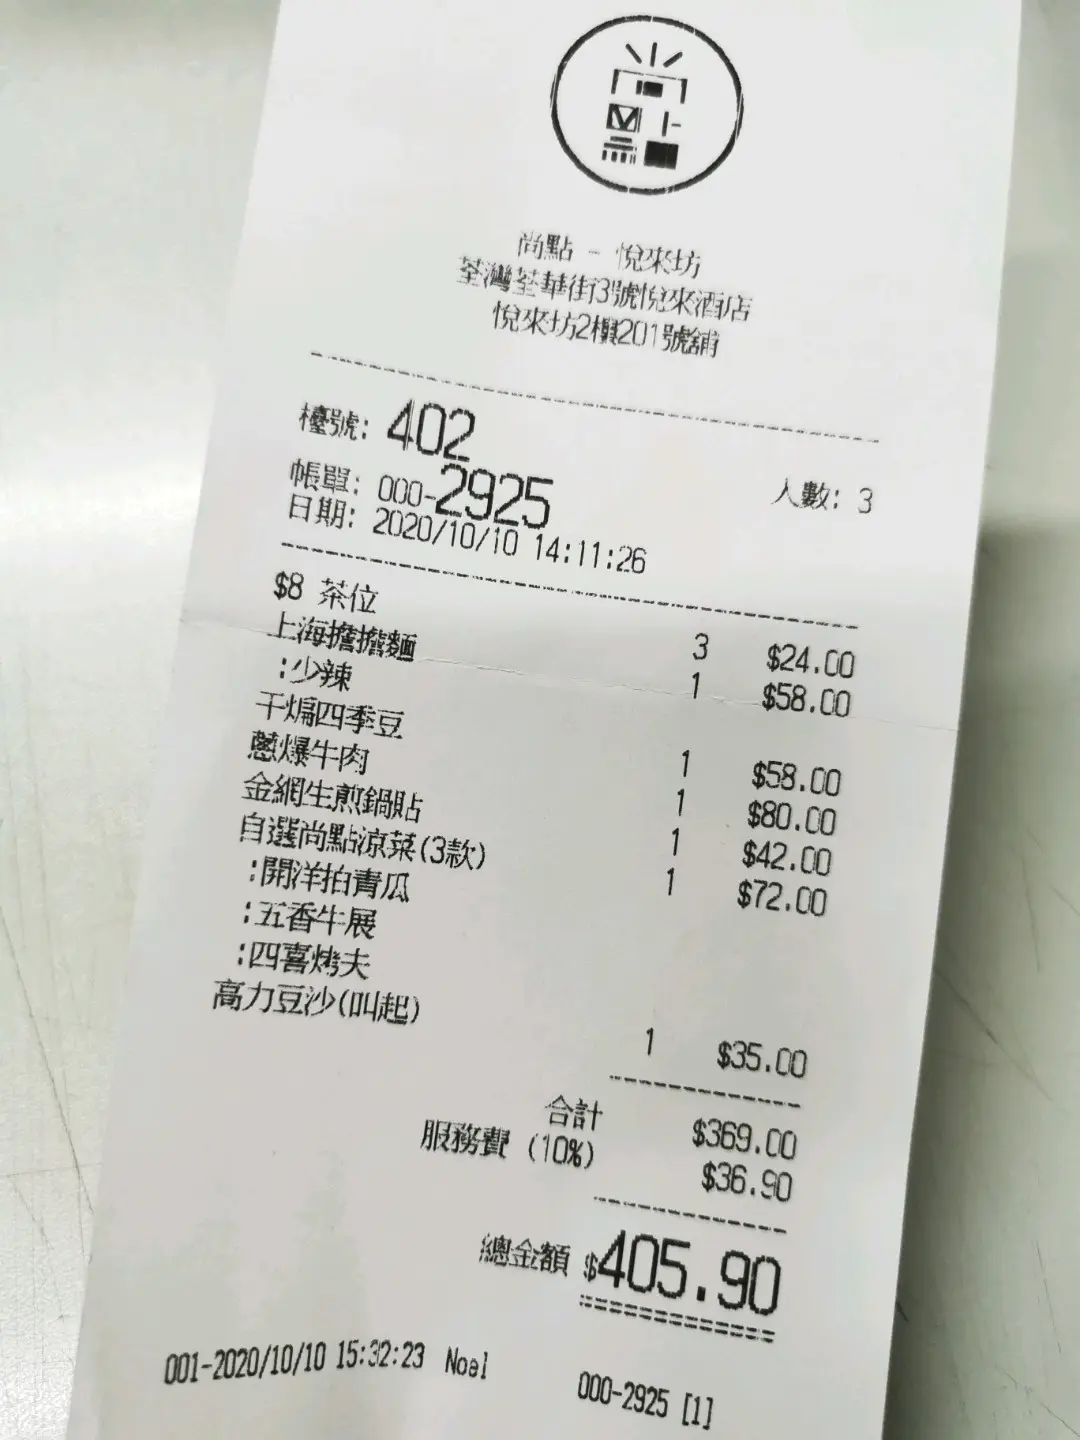 尚點 - 悅來坊
荃灣荃華街3號悅來酒店
悅來坊2樓201號舖
檯號: 402
人數: 3
帳單: 000-2925
日期: 2020/10/10 14:11:26
$8 茶位 3 $24.00
上海擔擔麵 1 $58.00
:少辣
干煸四季豆 1 $58.00
蔥爆牛肉 1 $80.00
金網生煎鍋貼 1 $42.00
自選尚點涼菜(3款) 1 $72.00
:開洋拍青瓜
:五香牛展
:四喜烤夫
高力豆沙(叫起) 1 $35.00
合計 $369.00
服務費 (10%) $36.90
總金額 $405.90
001-2020/10/10 15:32:23 Noel 000-2925 [1]